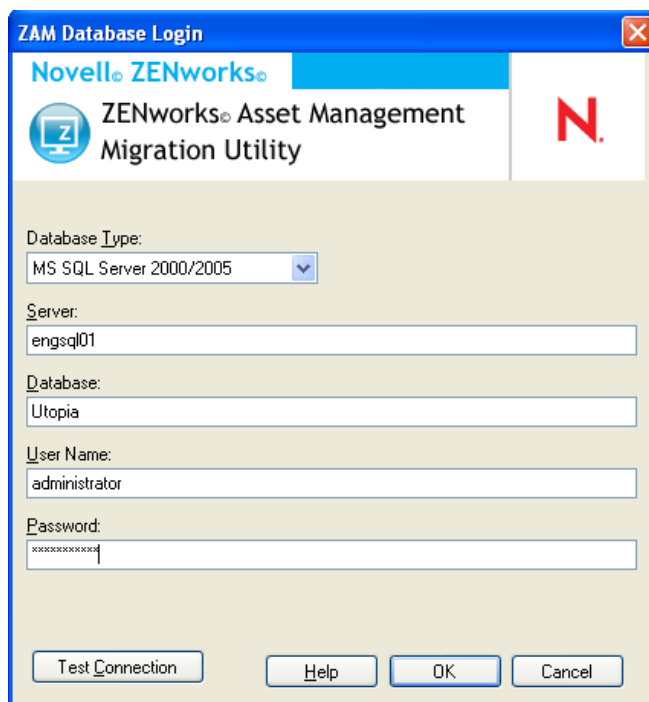 ZAM Database Login
Novell© ZENworks©
ZENworks© Asset Management
Migration Utility
N.
Database Type:
MS SQL Server 2000/2005
Server:
engsql01
Database:
Utopia
User Name:
administrator
Password:
***********
Test Connection
Help
OK
Cancel